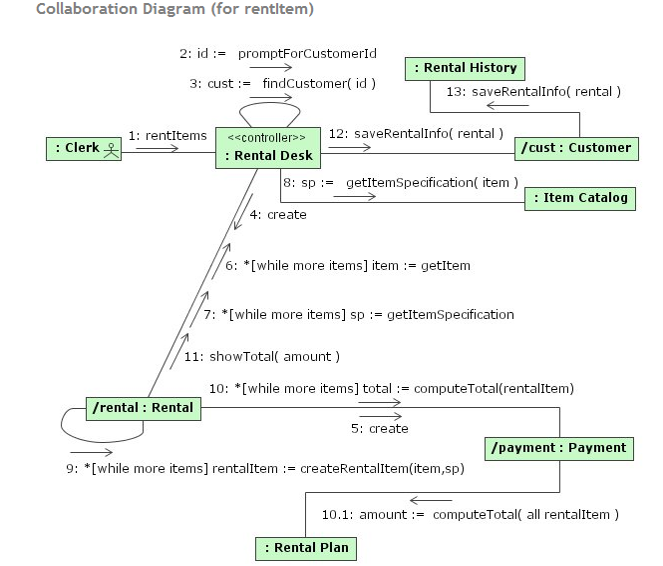 Collaboration Diagram (for rentItem)
2: id := promptForCustomerId
3: cust := findCustomer( id )
: Rental History
13: saveRentalInfo( rental )
1: rentItems
<<controller>>
12: saveRentalInfo( rental )
: Clerk
: Rental Desk
/cust : Customer
8: sp := getItemSpecification( item )
: Item Catalog
4: create
6: *[while more items] item := getItem
7: *[while more items] sp := getItemSpecification
11: showTotal( amount )
10: *[while more items] total := computeTotal(rentalItem)
/rental : Rental
5: create
/payment : Payment
9: *[while more items] rentalItem := createRentalItem(item,sp)
10.1: amount := computeTotal( all rentalItem )
: Rental Plan